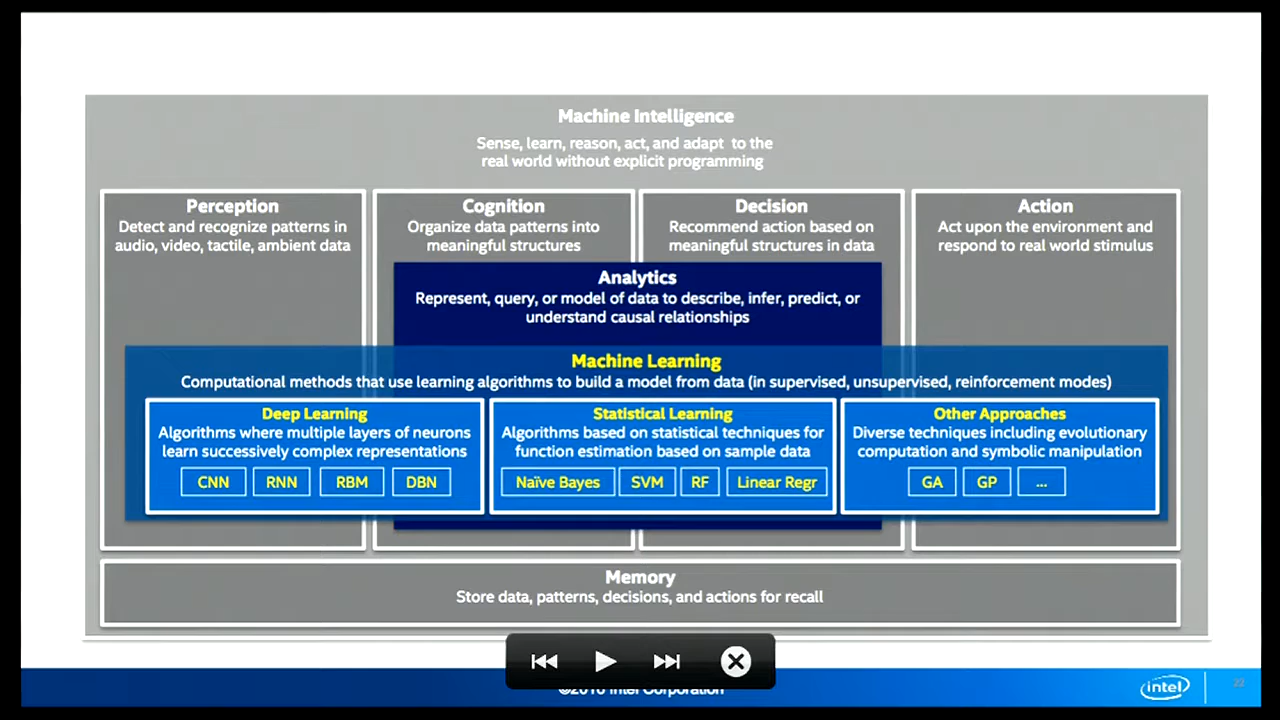 Machine Intelligence
Sense, learn, reason, act, and adapt to the
real world without explicit programming
Perception
Detect and recognize patterns in
audio, video, tactile, ambient data
Cognition
Organize data patterns into
meaningful structures
Decision
Recommend action based on
meaningful structures in data
Action
Act upon the environment and
respond to real world stimulus
Analytics
Represent, query, or model of data to describe, infer, predict, or
understand causal relationships
Machine Learning
Computational methods that use learning algorithms to build a model from data (in supervised, unsupervised, reinforcement modes)
Deep Learning
Algorithms where multiple layers of neurons
learn successively complex representations
CNN RNN RBM DBN
Statistical Learning
Algorithms based on statistical techniques for
function estimation based on sample data
Naïve Bayes SVM RF Linear Regr
Other Approaches
Diverse techniques including evolutionary
computation and symbolic manipulation
GA GP ...
Memory
Store data, patterns, decisions, and actions for recall
©2016 Intel Corporation
intel
22